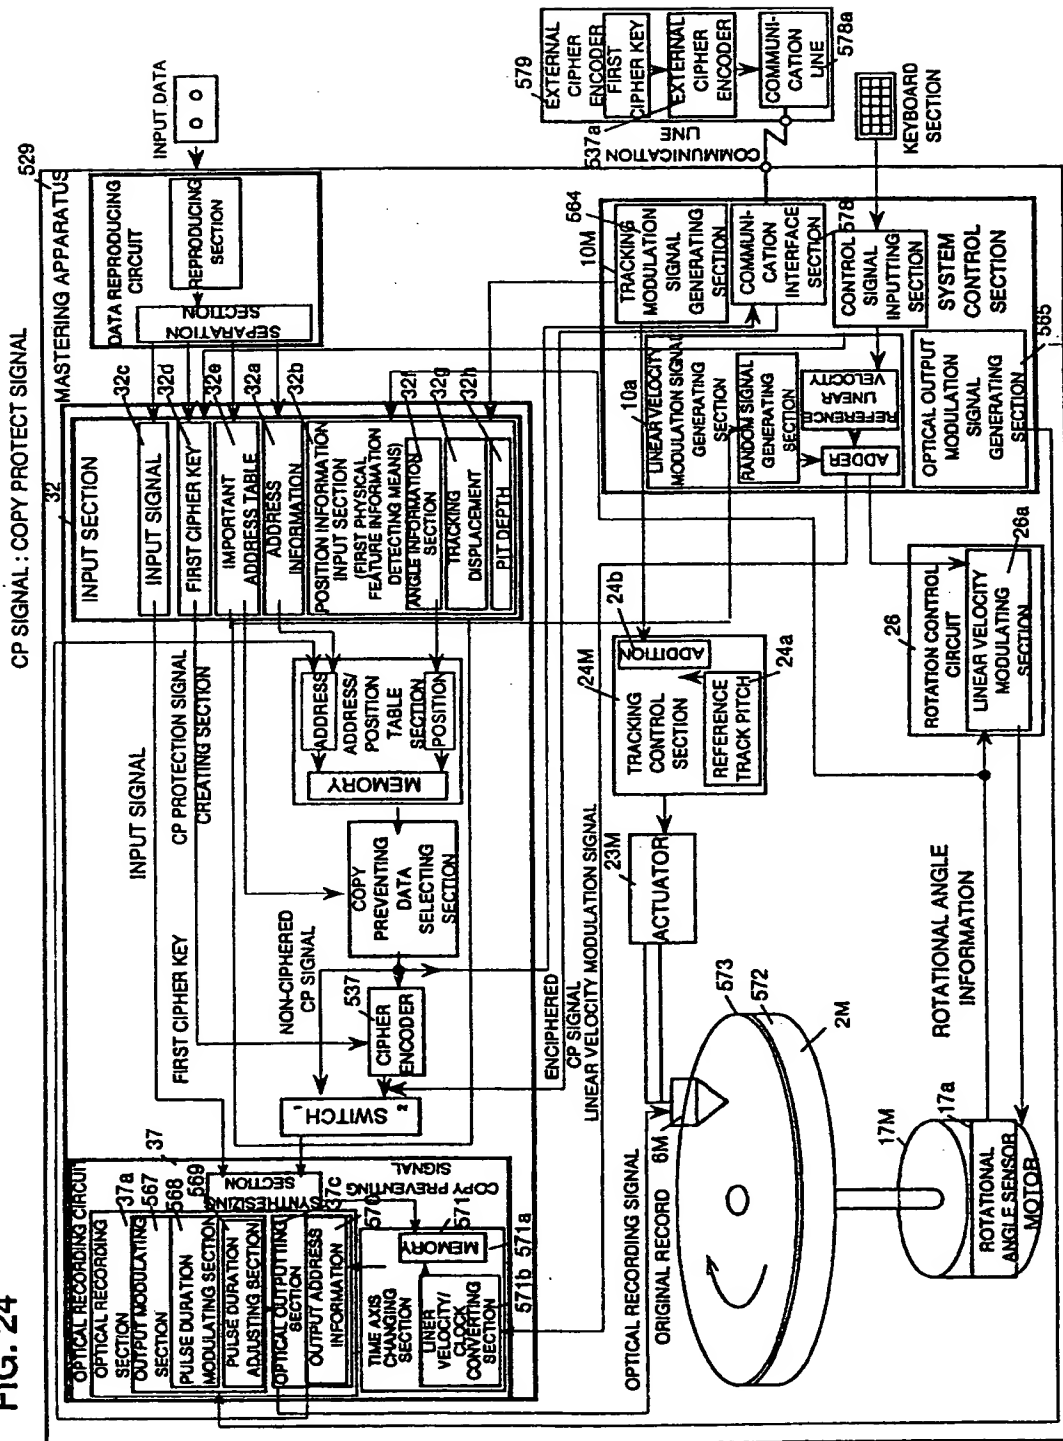 FIG. 24
CP SIGNAL : COPY PROTECT SIGNAL
MASTERING APPARATUS
529
INPUT DATA
DATA REPRODUCING
CIRCUIT
REPRODUCING
SECTION
SEPARATION
SECTION
579
EXTERNAL
CIPHER
ENCODER
FIRST
CIPHER KEY
537a
EXTERNAL
CIPHER
ENCODER
COMMUNI-
CATION
LINE
578a
COMMUNICATION
LINE
KEYBOARD
SECTION
32
INPUT SECTION
32c
32d
32e
32a
32b
INPUT SIGNAL
FIRST CIPHER KEY
IMPORTANT
ADDRESS TABLE
ADDRESS
INFORMATION
POSITION INFORMATION
INPUT SECTION
(FIRST PHYSICAL
FEATURE INFORMATION
DETECTING MEANS)
32f
ANGLE INFORMATION
SECTION
32g
TRACKING
DISPLACEMENT
32h
PIT DEPTH
10M
564
TRACKING
MODULATION
SIGNAL
GENERATING
SECTION
COMMUNI-
CATION
INTERFACE
SECTION
578
CONTROL
SIGNAL
INPUTTING
SECTION
SYSTEM
CONTROL
SECTION
10a
LINEAR VELOCITY
MODULATION SIGNAL
GENERATING
SECTION
RANDOM SIGNAL
GENERATING
SECTION
REFERENCE
LINEAR
VELOCITY
ADDER
OPTICAL OUTPUT
MODULATION
SIGNAL
GENERATING
SECTION
565
INPUT SIGNAL
CP PROTECTION SIGNAL
CREATING SECTION
FIRST CIPHER KEY
ADDRESS
ADDRESS/
POSITION
TABLE
SECTION
POSITION
MEMORY
COPY
PREVENTING
DATA
SELECTING
SECTION
NON-CIPHERED
CP SIGNAL
537
CIPHER
ENCODER
SWITCH
1
2
ENCIPHERED
CP SIGNAL
LINEAR VELOCITY MODULATION SIGNAL
37
OPTICAL RECORDING CIRCUIT
OPTICAL RECORDING
SECTION
37a
OUTPUT MODULATING
SECTION
567
PULSE DURATION
MODULATING SECTION
568
PULSE DURATION
ADJUSTING SECTION
569
SYNTHESIZING
SECTION
OPTICAL OUTPUTTING
SECTION
37c
OUTPUT ADDRESS
INFORMATION
570
COPY PREVENTING
SIGNAL
TIME AXIS
CHANGING
SECTION
571
MEMORY
571a
LINER
VELOCITY/
CLOCK
CONVERTING
SECTION
571b
24M
24b
ADDITION
TRACKING
CONTROL
SECTION
24a
REFERENCE
TRACK PITCH
26
26a
ROTATION CONTROL
CIRCUIT
LINEAR VELOCITY
MODULATING
SECTION
23M
ACTUATOR
OPTICAL RECORDING SIGNAL
ORIGINAL RECORD
6M
573
572
2M
ROTATIONAL ANGLE
INFORMATION
17M
17a
ROTATIONAL
ANGLE SENSOR
MOTOR